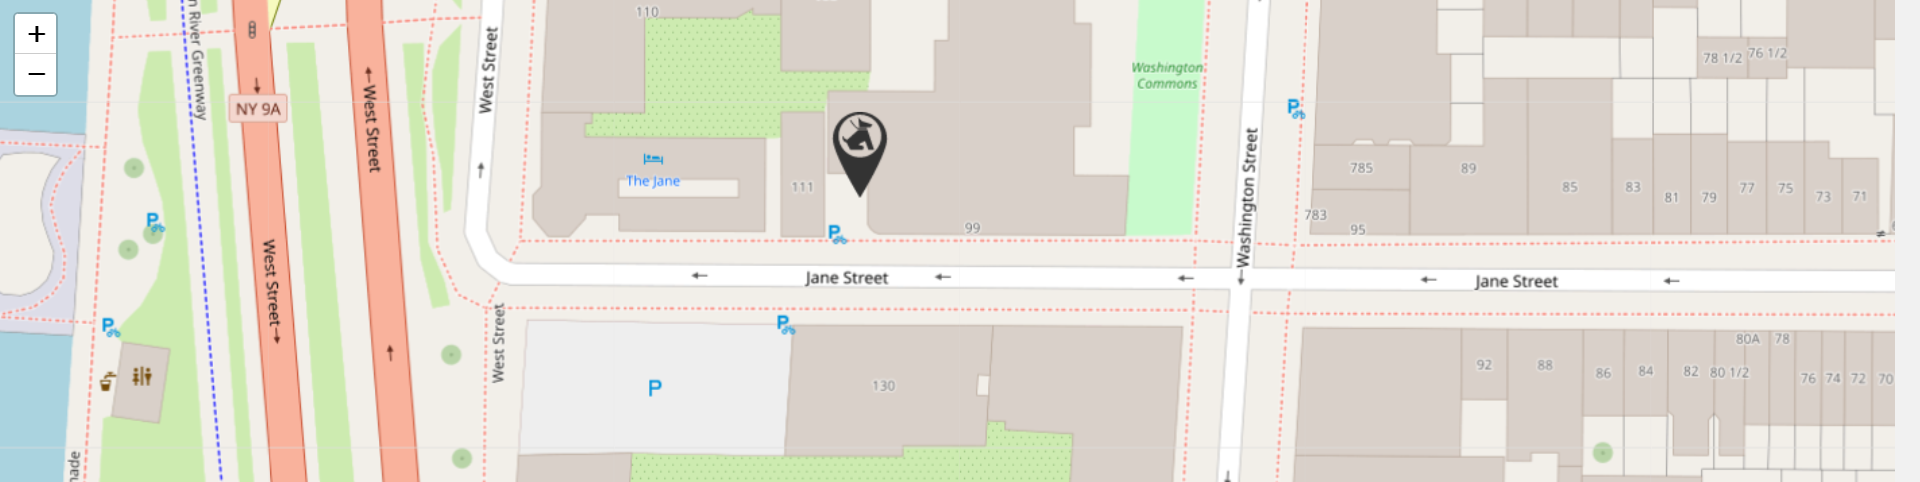 +
−
n River Greenway
NY 9A
West Street
West Street
West Street
West Street
110
The Jane
111
99
Washington
Commons
Washington Street
P
P
P
P
P
P
785
783
95
89
85
83
81
79
77
75
73
71
78 1/2
76 1/2
Jane Street
Jane Street
130
92
88
86
84
82
80 1/2
80A
78
76
74
72
70
nade